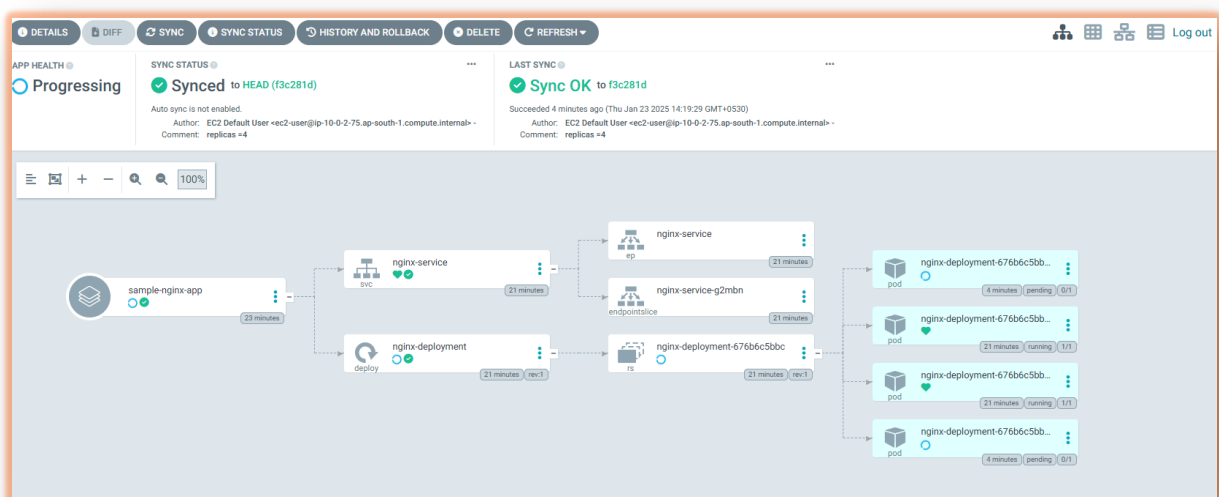 DETAILS DIFF SYNC SYNC STATUS HISTORY AND ROLLBACK DELETE REFRESH Log out
APP HEALTH
Progressing
SYNC STATUS
Synced to HEAD (f3c281d)
Auto sync is not enabled.
Author: EC2 Default User <ec2-user@ip-10-0-2-75.ap-south-1.compute.internal> -
Comment: replicas =4
LAST SYNC
Sync OK to f3c281d
Succeeded 4 minutes ago (Thu Jan 23 2025 14:19:29 GMT+0530)
Author: EC2 Default User <ec2-user@ip-10-0-2-75.ap-south-1.compute.internal> -
Comment: replicas =4
100%
sample-nginx-app
23 minutes
nginx-service
svc
21 minutes
nginx-deployment
deploy
21 minutes rev:1
nginx-service
ep
21 minutes
nginx-service-g2mbn
endpointslice
21 minutes
nginx-deployment-676b6c5bbc
rs
21 minutes rev:1
nginx-deployment-676b6c5bb...
pod
4 minutes pending 0/1
nginx-deployment-676b6c5bb...
pod
21 minutes running 1/1
nginx-deployment-676b6c5bb...
pod
21 minutes running 1/1
nginx-deployment-676b6c5bb...
pod
4 minutes pending 0/1